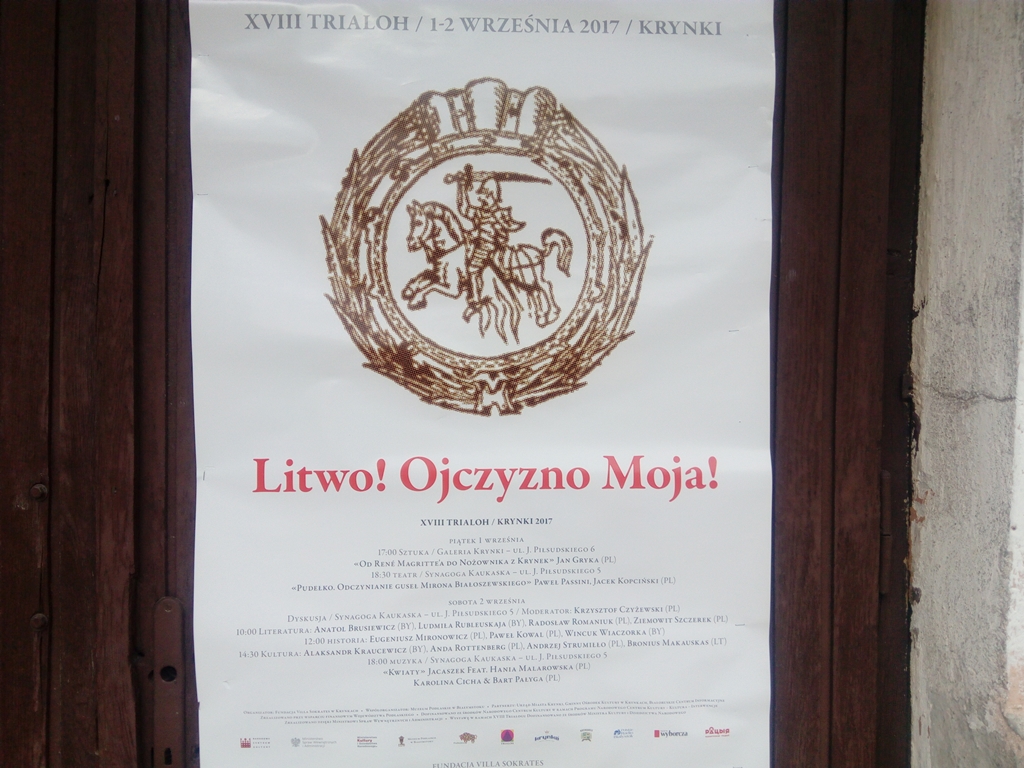 XVIII TRIALOH / 1-2 WRZEŚNIA 2017 / KRYNKI
Litwo! Ojczyzno Moja!
XVIII TRIALOH / KRYNKI 2017
PIĄTEK 1 WRZEŚNIA
17:00 SZTUKA / GALERIA KRYNKI – UL. J. PIŁSUDSKIEGO 6
«OD RENÉ MAGRITTE'A DO NOŻOWNIKA Z KRYNEK» JAN GRYKA (PL)
18:30 TEATR / SYNAGOGA KAUKASKA – UL. J. PIŁSUDSKIEGO 5
«PUDEŁKO. ODCZYNIANIE GUSEŁ MIRONA BIAŁOSZEWSKIEGO» PAWEŁ PASSINI, JACEK KOPCIŃSKI (PL)
SOBOTA 2 WRZEŚNIA
DYSKUSJA / SYNAGOGA KAUKASKA – UL. J. PIŁSUDSKIEGO 5 / MODERATOR: KRZYSZTOF CZYŻEWSKI (PL)
10:00 LITERATURA: ANATOL BRUSIEWICZ (BY), LUDMIŁA RUBLEUSKAJA (BY), RADOSŁAW ROMANIUK (PL), ZIEMOWIT SZCZEREK (PL)
12:00 HISTORIA: EUGENIUSZ MIRONOWICZ (PL), PAWEŁ KOWAL (PL), WINCUK WIACZORKA (BY)
14:30 KULTURA: ALAKSANDR KRAUCEWICZ (BY), ANDA ROTTENBERG (PL), ANDRZEJ STRUMIŁŁO (PL), BRONIUS MAKAUSKAS (LT)
18:00 MUZYKA / SYNAGOGA KAUKASKA – UL. J. PIŁSUDSKIEGO 5
«KWIATY» JACASZEK FEAT. HANIA MALAROWSKA (PL)
KAROLINA CICHA & BART PAŁYGA (PL)
wyborcza
FUNDACJA VILLA SOKRATES